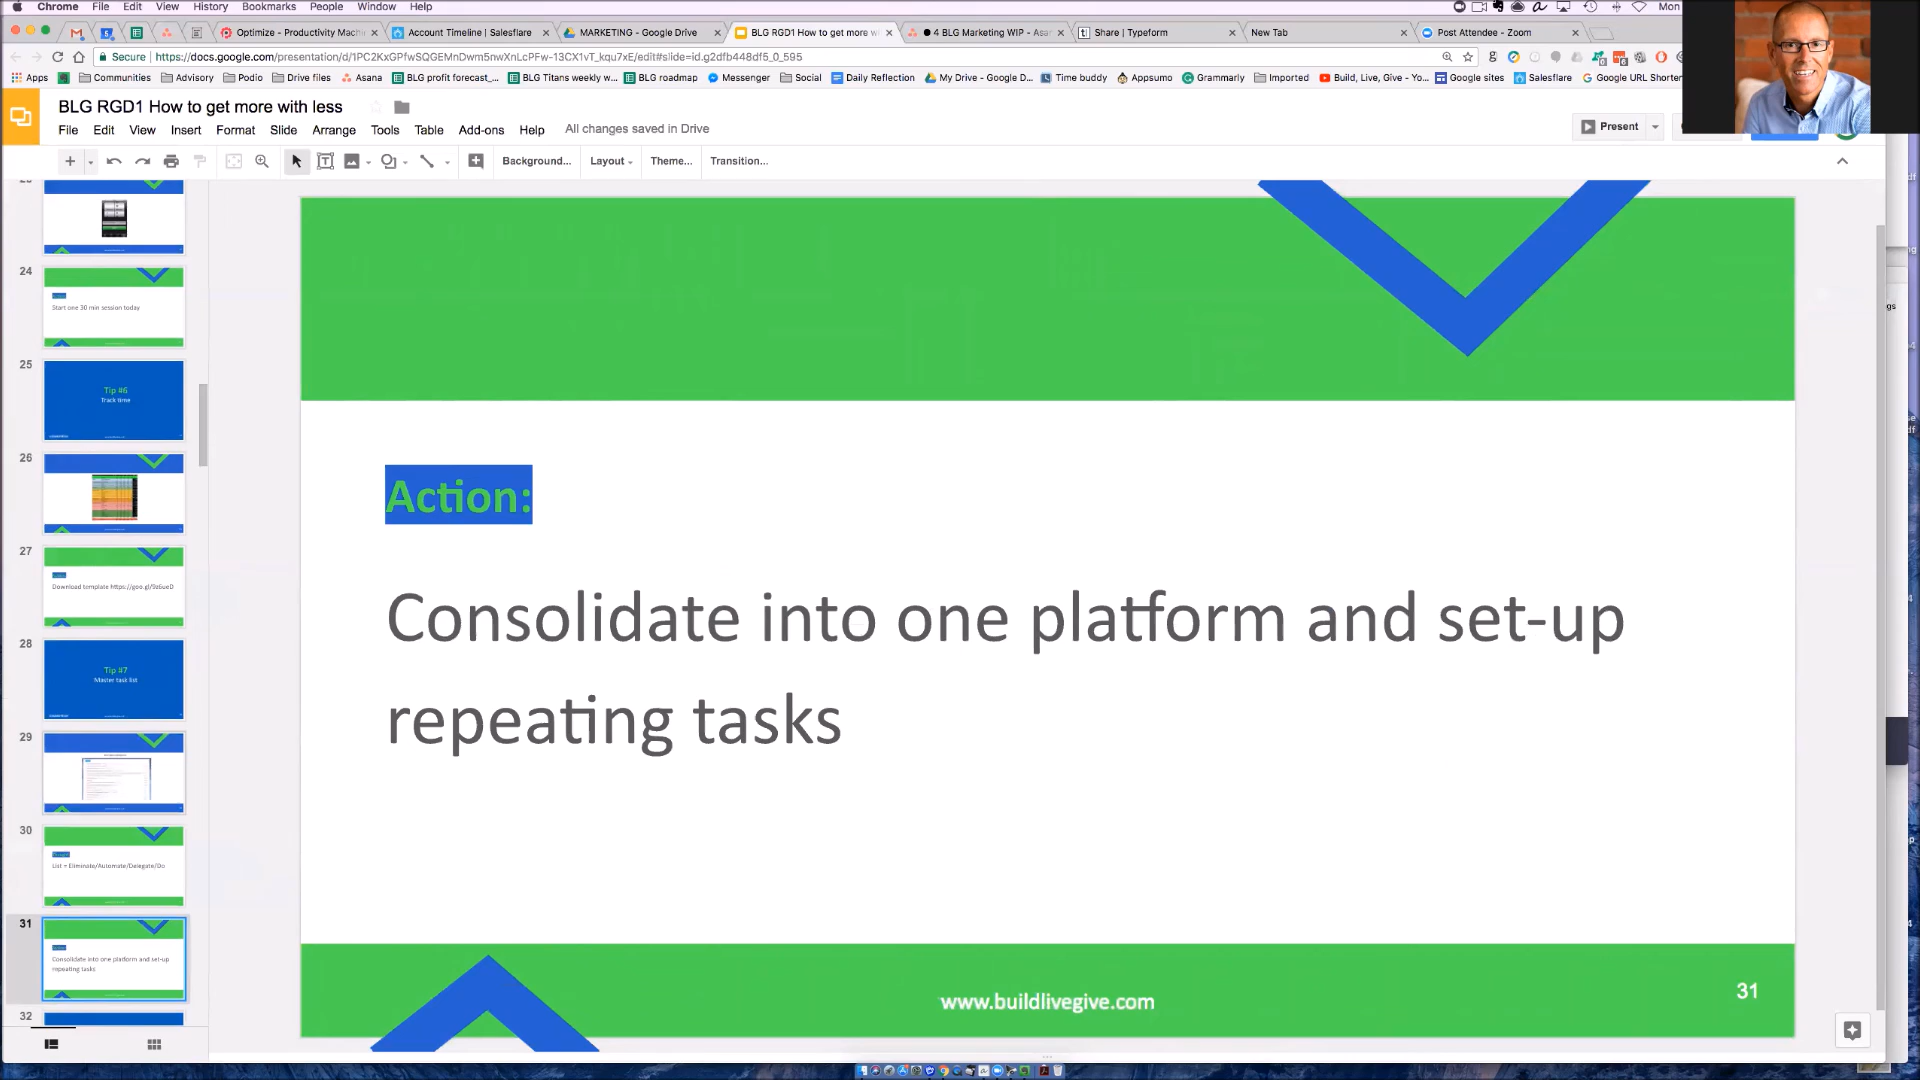 Chrome File Edit View History Bookmarks People Window Help Mon
Optimize - Productivity Mach
Account Timeline | Salesflare
MARKETING - Google Drive
BLG RGD1 How to get more w
4 BLG Marketing WIP - Asan
Share | Typeform
New Tab
Post Attendee - Zoom
Secure https://docs.google.com/presentation/d/1PC2KxGPfwSQGEMnDwm5nwXnLcPFw-13CX1vT_kqu7xE/edit#slide=id.g2dfb448df5_0_595
Apps Communities Advisory Podio Drive files Asana BLG profit forecast_... BLG Titans weekly w... BLG roadmap Messenger Social Daily Reflection My Drive - Google D... Time buddy Appsumo Grammarly Imported Build, Live, Give - Yo... Google sites Salesflare Google URL Shorten
BLG RGD1 How to get more with less
File Edit View Insert Format Slide Arrange Tools Table Add-ons Help All changes saved in Drive
Present
Background... Layout Theme... Transition...
24
Start one 30 min session today
25
Tip #6
Track time
26
27
Download template https://goo.gl/9z6ueD
28
Tip #7
Master task list
29
30
List = Eliminate/Automate/Delegate/Do
31
Consolidate into one platform and set-up
repeating tasks
32
Action:
Consolidate into one platform and set-up
repeating tasks
www.buildlivegive.com
31